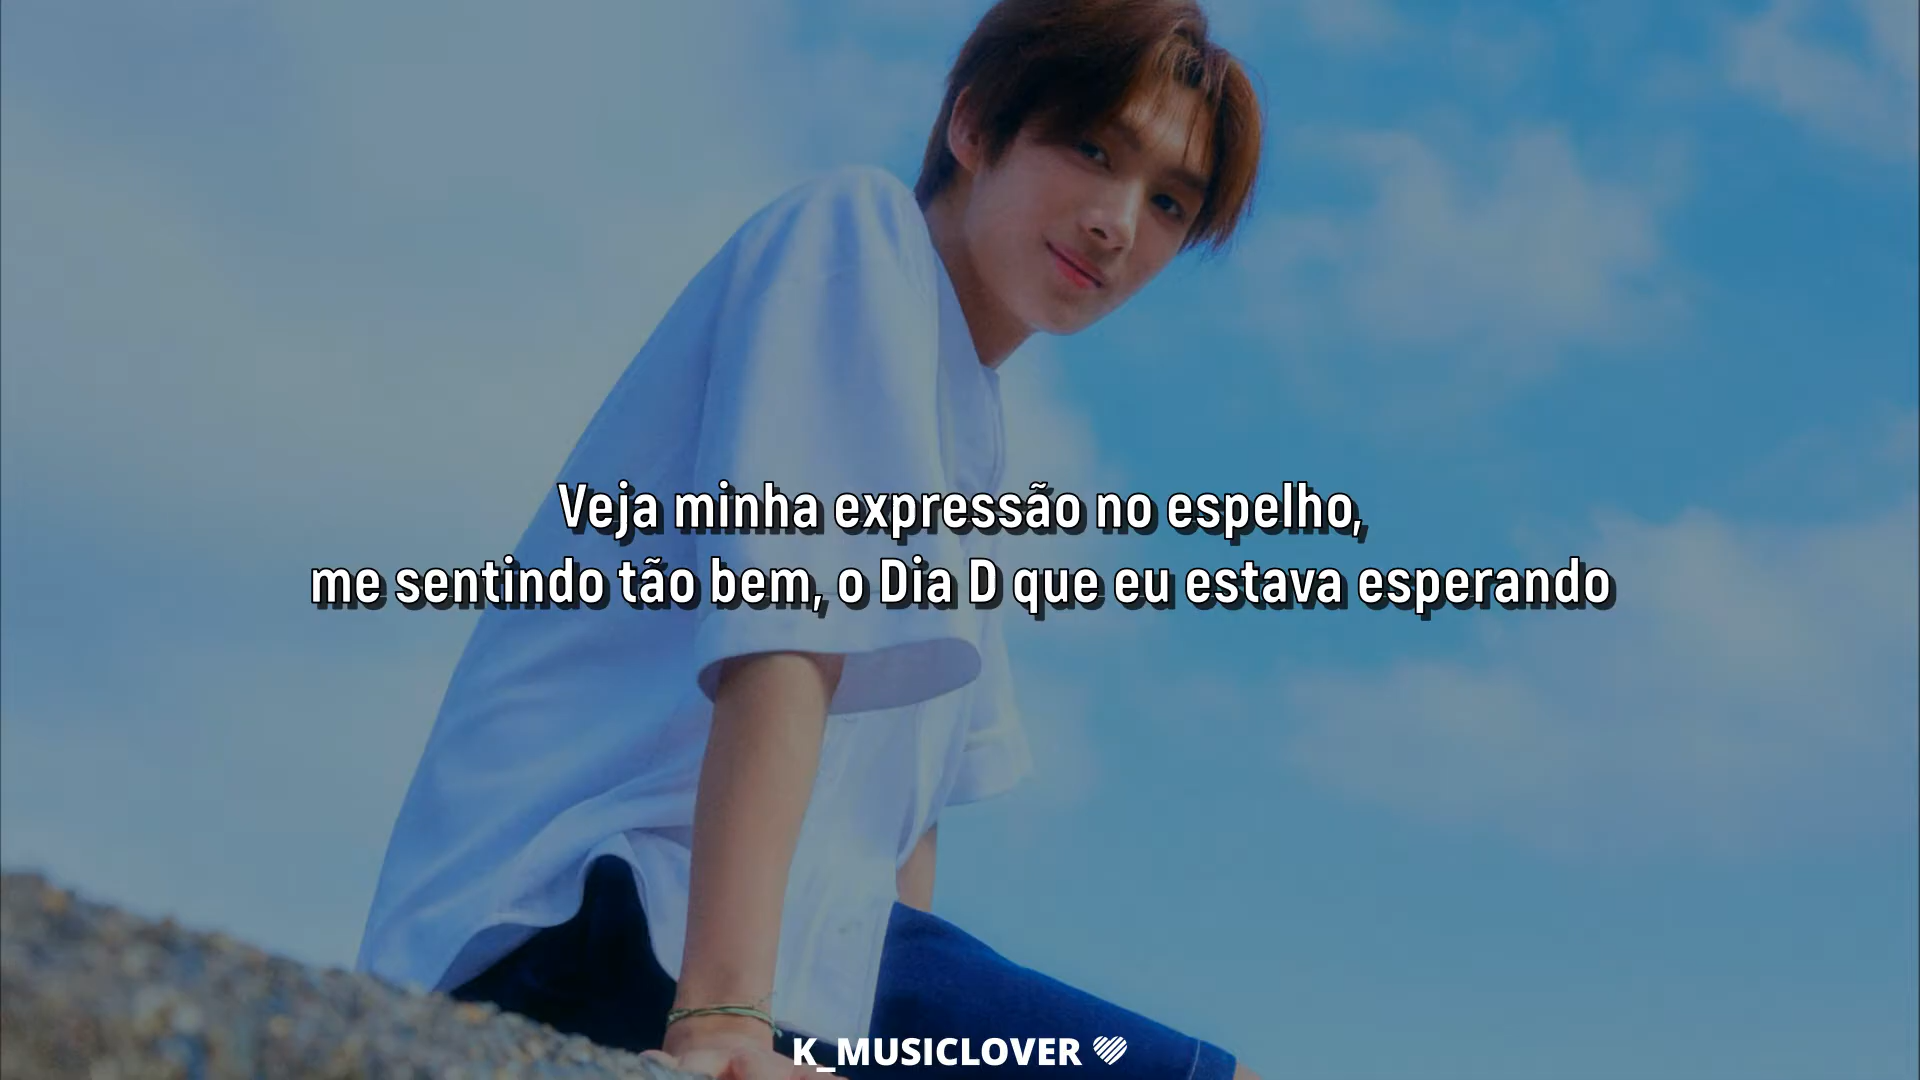 Veja minha expressão no espelho,
me sentindo tão bem, o Dia D que eu estava esperando
K_MUSICLOVER